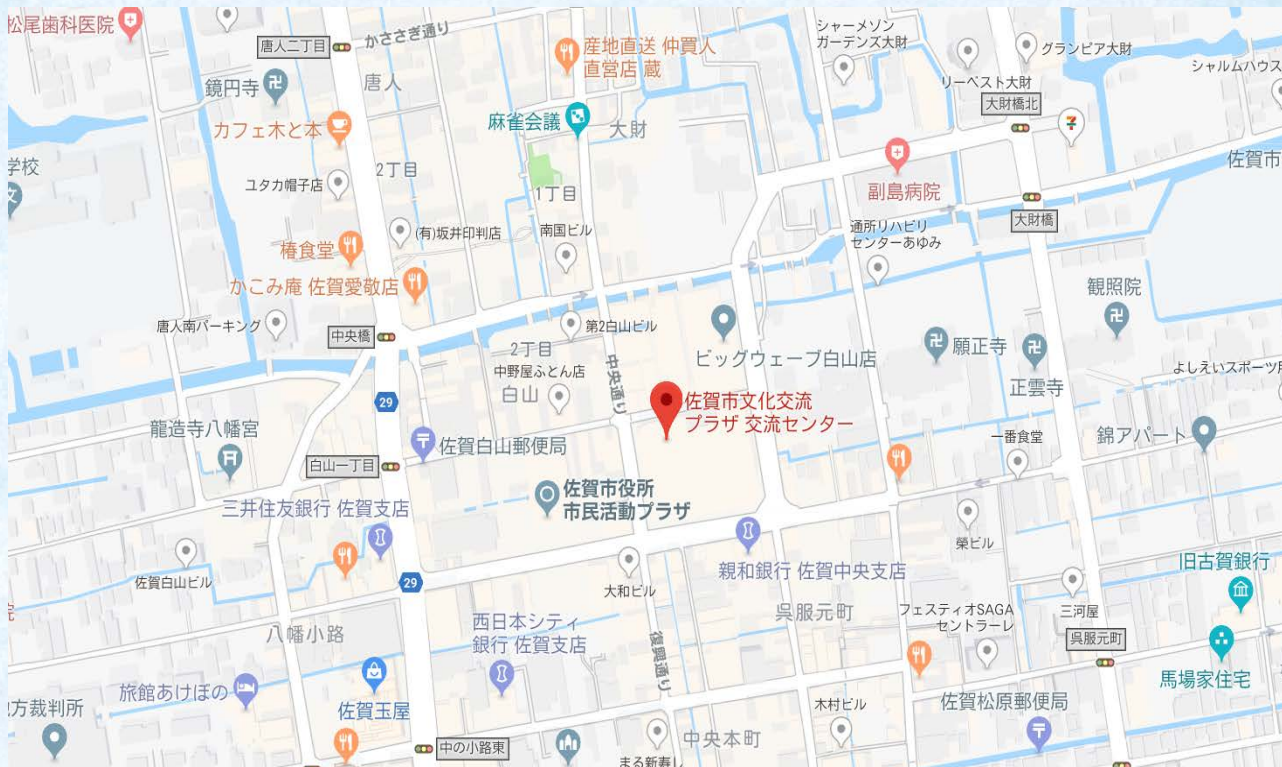 松尾歯科医院
唐人二丁目
かささぎ通り
産地直送 仲買人
直営店 蔵
シャーメゾン
ガーデンズ大財
グランピア大財
リーベスト大財
シャルムハウス
大財橋北
鏡円寺
唐人
カフェ木と本
麻雀会議
大財
学校
2丁目
ユタカ帽子店
1丁目
副島病院
佐賀市
(有)坂井印判店
南国ビル
通所リハビリ
センターあゆみ
大財橋
椿食堂
かこみ庵 佐賀愛敬店
観照院
唐人南パーキング
中央橋
第2白山ビル
2丁目
中野屋ふとん店
白山
中央通り
ビッグウェーブ白山店
願正寺
正雲寺
よしえいスポーツ
29
佐賀市文化交流
プラザ 交流センター
龍造寺八幡宮
佐賀白山郵便局
一番食堂
錦アパート
白山一丁目
三井住友銀行 佐賀支店
佐賀市役所
市民活動プラザ
榮ビル
佐賀白山ビル
29
大和ビル
親和銀行 佐賀中央支店
旧古賀銀行
八幡小路
西日本シティ
銀行 佐賀支店
呉服元町
フェスティオSAGA
セントラーレ
三河屋
呉服元町
復興通り
旅館あけぼの
佐賀玉屋
馬場家住宅
方裁判所
木村ビル
佐賀松原郵便局
中の小路東
中央本町
まる新寿し